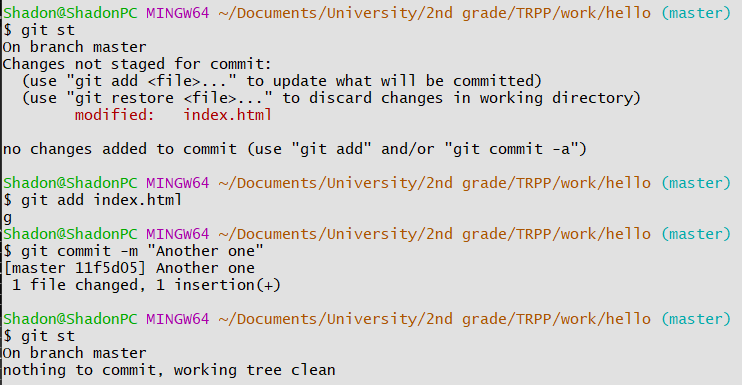 Shadon@ShadonPC MINGW64 ~/Documents/University/2nd grade/TRPP/work/hello (master)
$ git st
On branch master
Changes not staged for commit:
  (use "git add <file>..." to update what will be committed)
  (use "git restore <file>..." to discard changes in working directory)
        modified:   index.html

no changes added to commit (use "git add" and/or "git commit -a")

Shadon@ShadonPC MINGW64 ~/Documents/University/2nd grade/TRPP/work/hello (master)
$ git add index.html
g
Shadon@ShadonPC MINGW64 ~/Documents/University/2nd grade/TRPP/work/hello (master)
$ git commit -m "Another one"
[master 11f5d05] Another one
 1 file changed, 1 insertion(+)

Shadon@ShadonPC MINGW64 ~/Documents/University/2nd grade/TRPP/work/hello (master)
$ git st
On branch master
nothing to commit, working tree clean